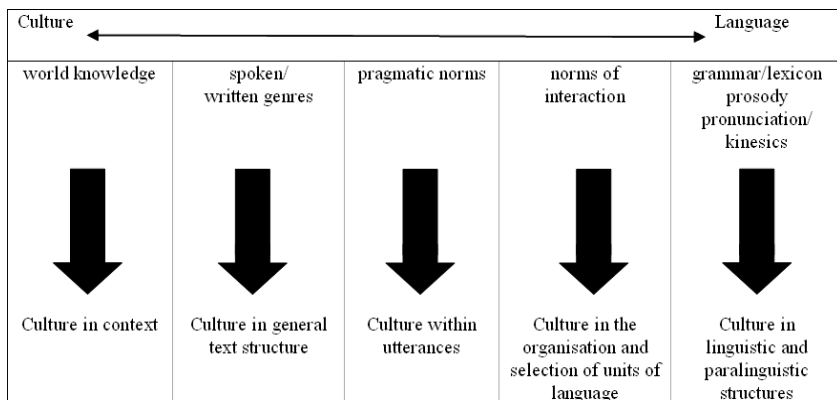 Culture Language
world knowledge
spoken/
written genres
pragmatic norms
norms of
interaction
grammar/lexicon
prosody
pronunciation/
kinesics
Culture in context
Culture in general
text structure
Culture within
utterances
Culture in the
organisation and
selection of units of
language
Culture in
linguistic and
paralinguistic
structures